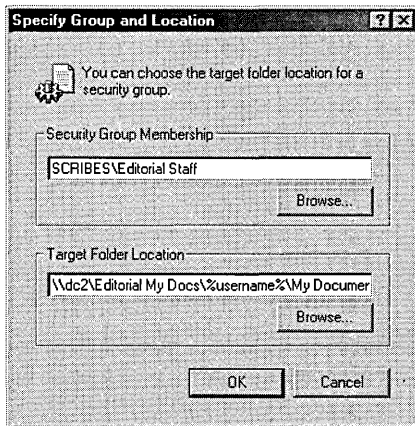 Specify Group and Location
You can choose the target folder location for a
security group.
Security Group Membership
SCRIBES\Editorial Staff
Browse...
Target Folder Location
\\dc2\Editorial My Docs\%username%\My Documer
Browse...
OK
Cancel